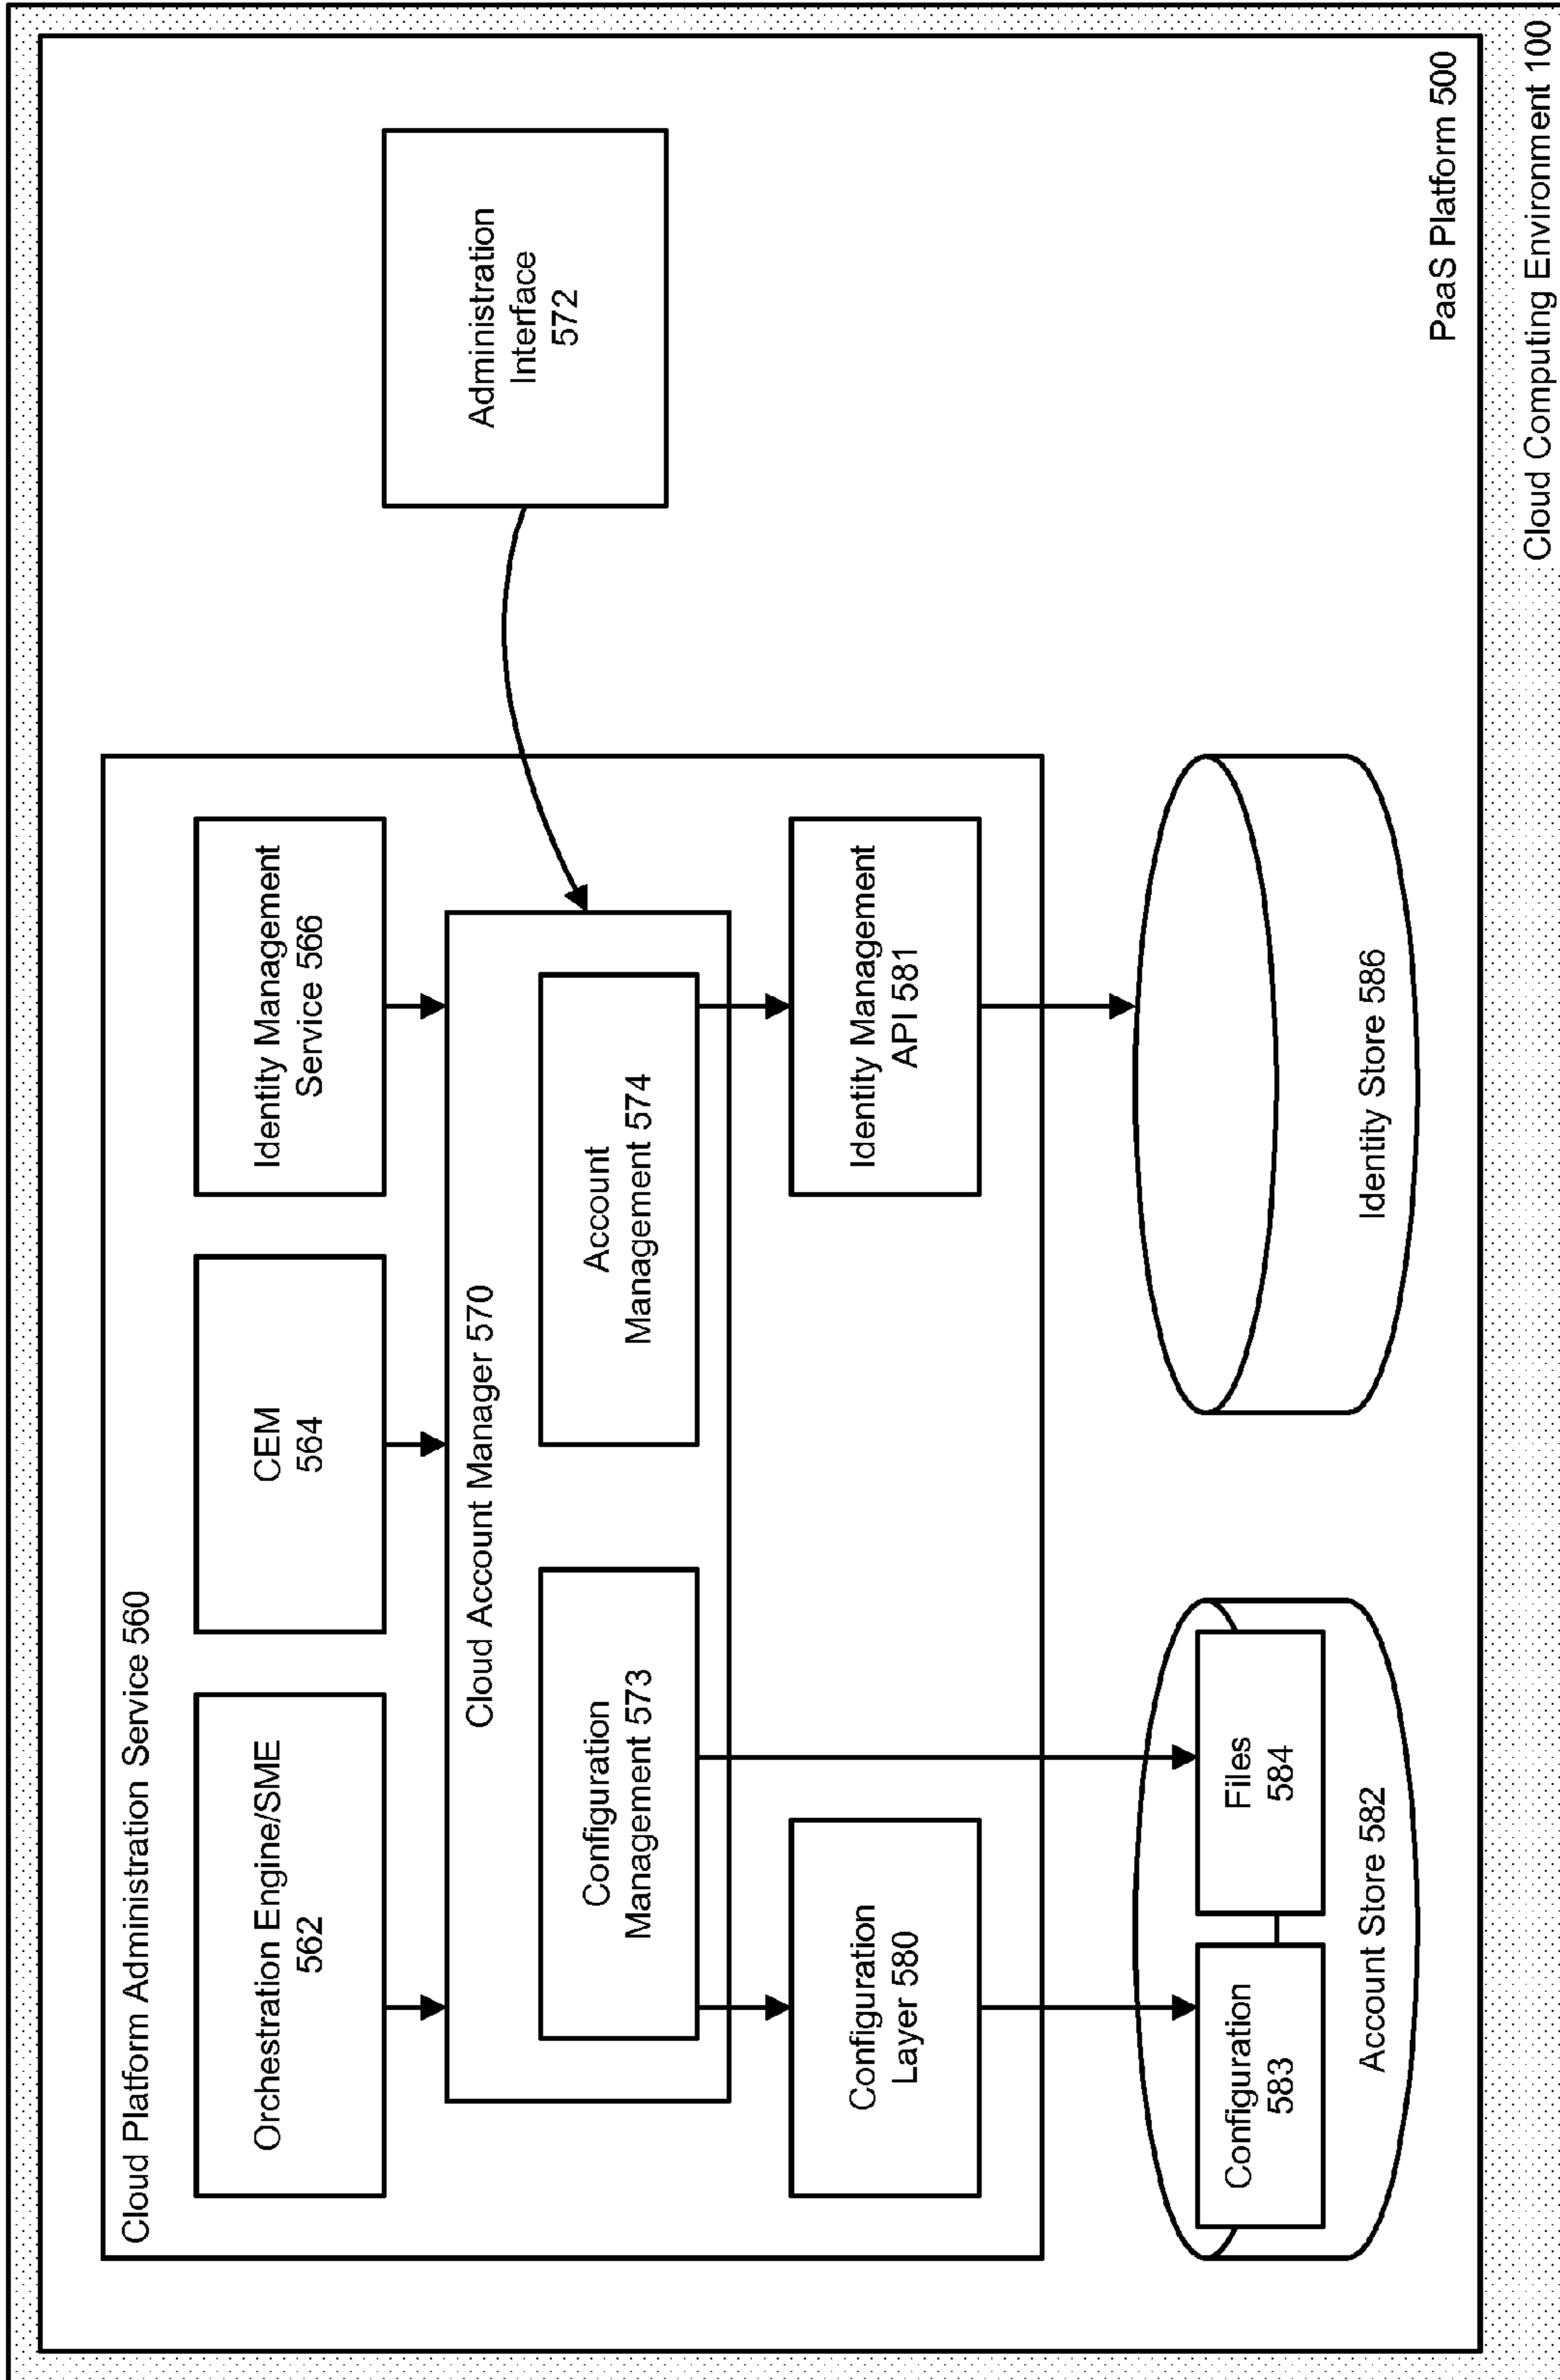 Cloud Platform Administration Service 560
Orchestration Engine/SME
562
CEM
564
Identity Management
Service 566
Cloud Account Manager 570
Configuration
Management 573
Account
Management 574
Administration
Interface
572
Configuration
Layer 580
Identity Management
API 581
Configuration
583
Files
584
Account Store 582
Identity Store 586
PaaS Platform 500
Cloud Computing Environment 100